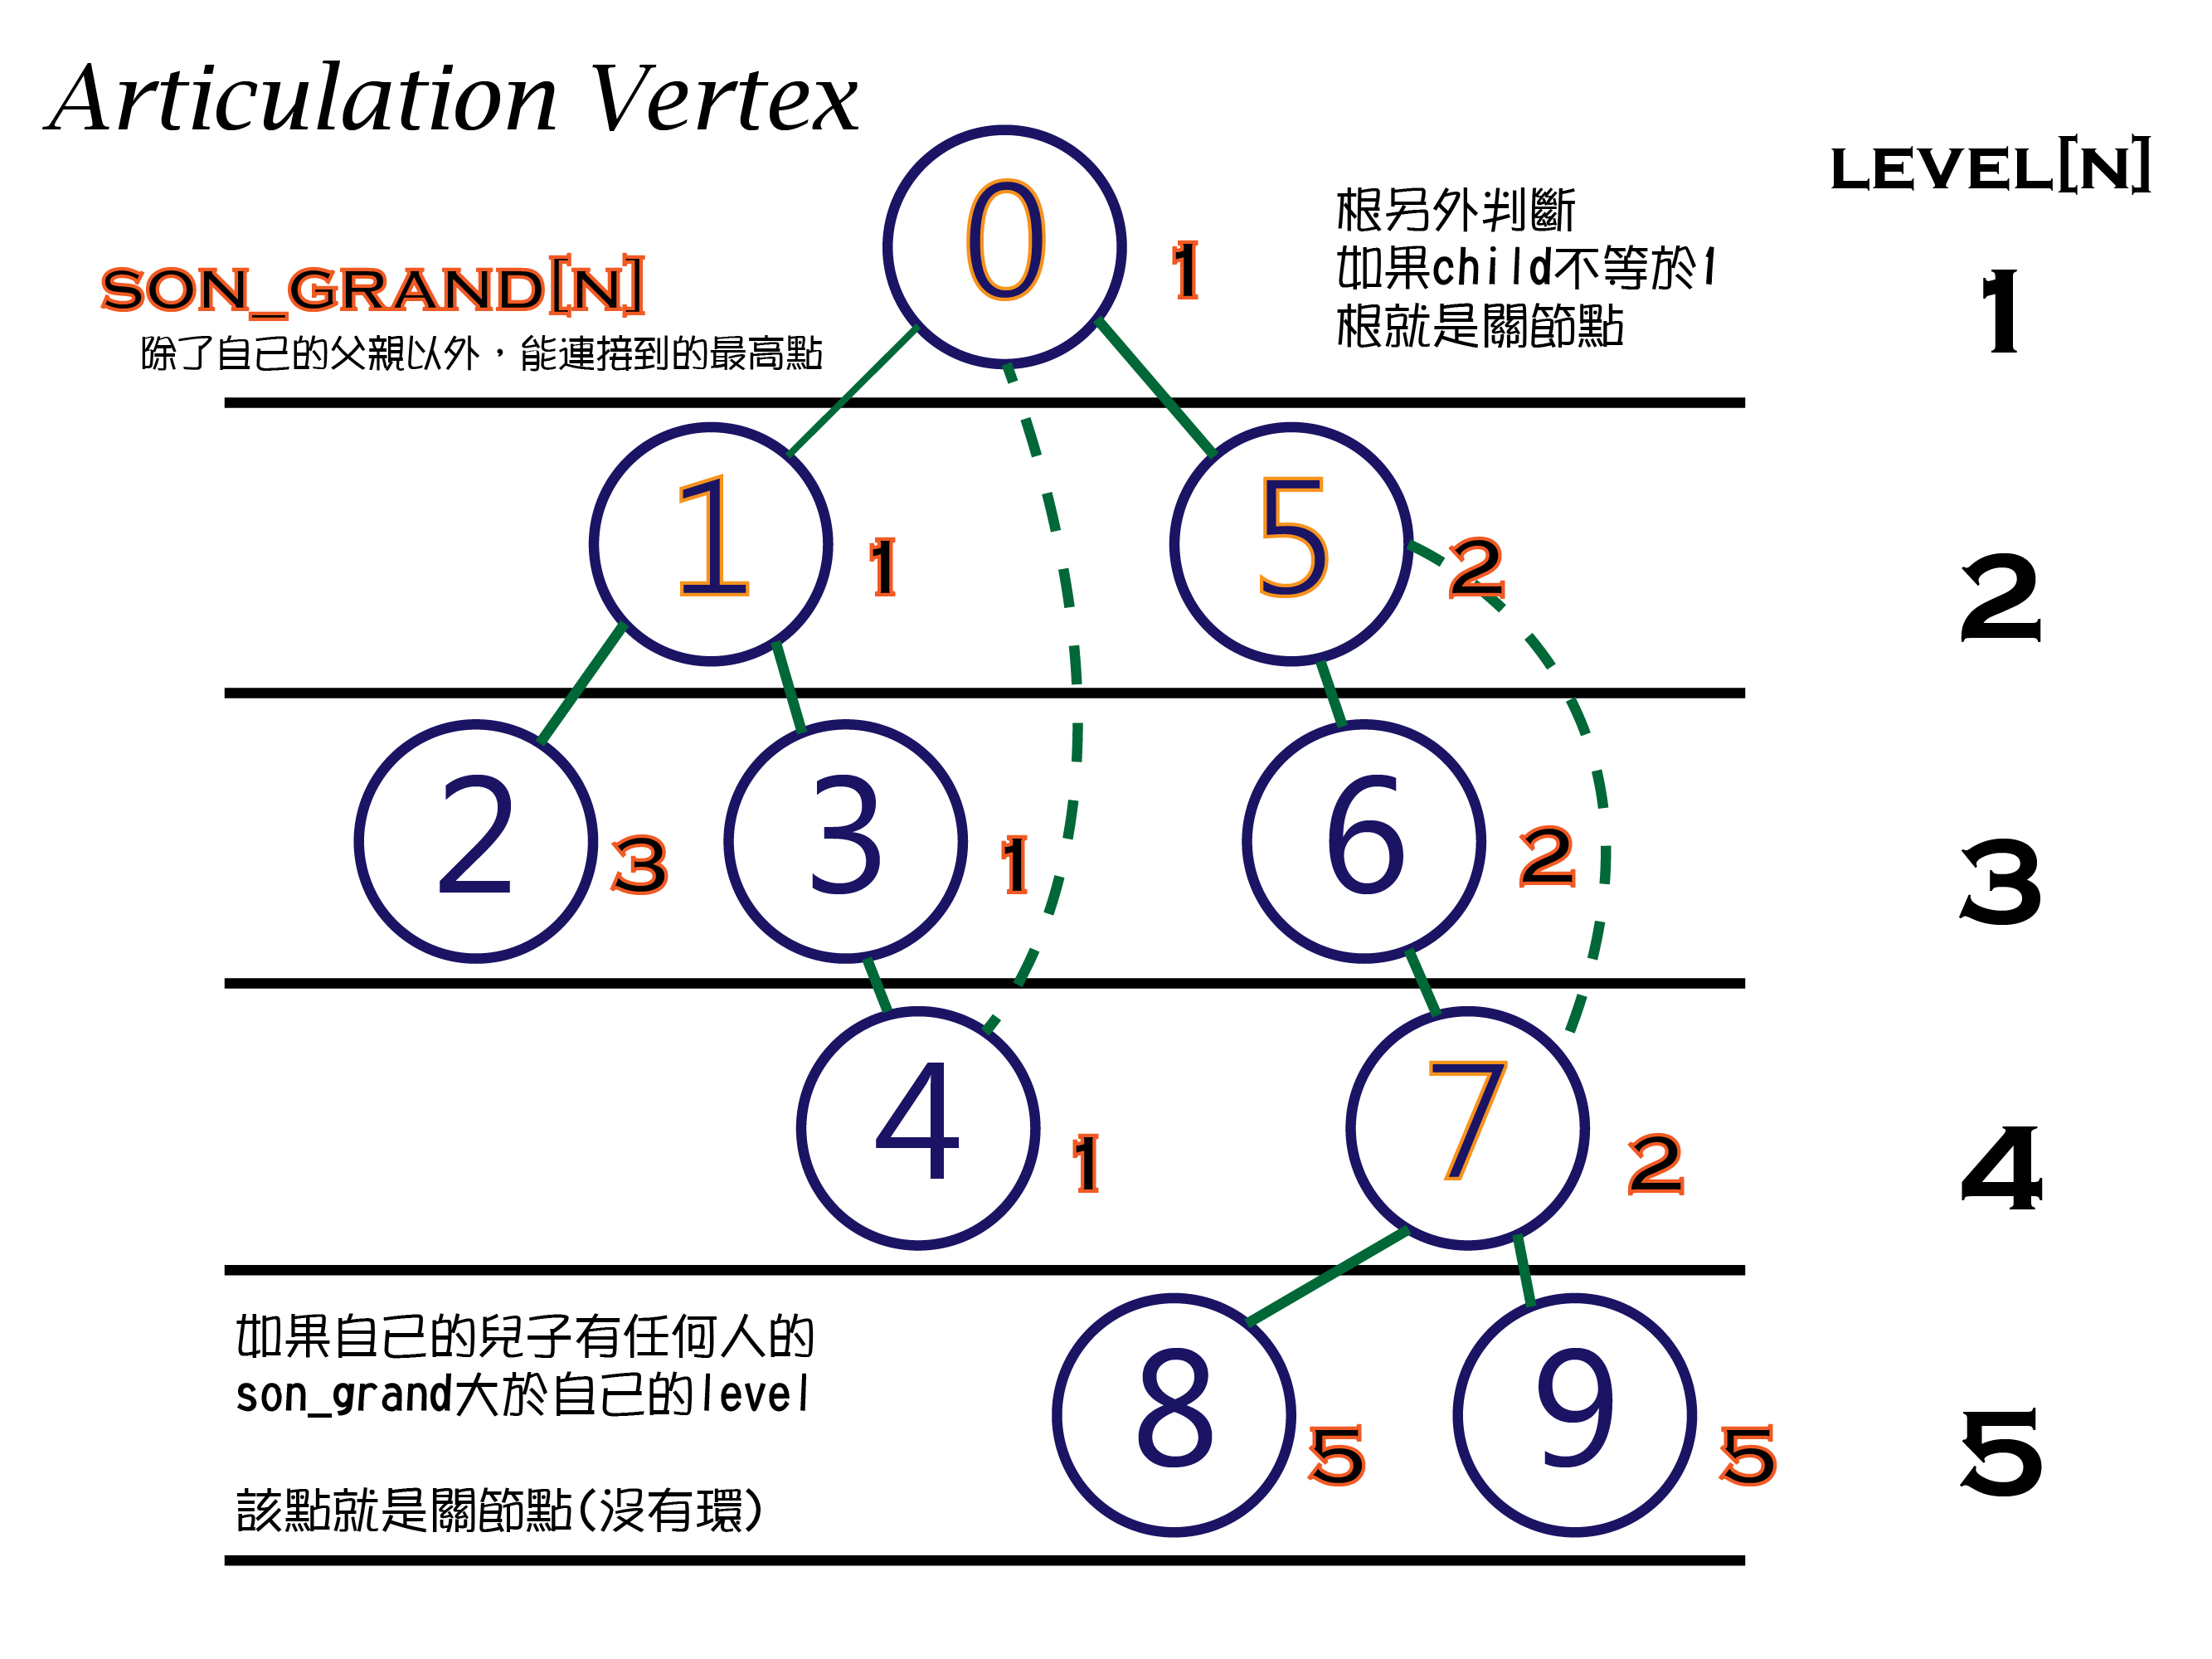 Articulation Vertex
LEVEL[N]
SON_GRAND[N]
除了自己的父親以外，能連接到的最高點
0
1
根另外判斷
如果child不等於1
根就是關節點
1
1
1
5
2
2
2
3
3
1
6
2
3
4
1
7
2
4
如果自己的兒子有任何人的
son_grand大於自己的level
該點就是關節點(沒有環)
8
5
9
5
5